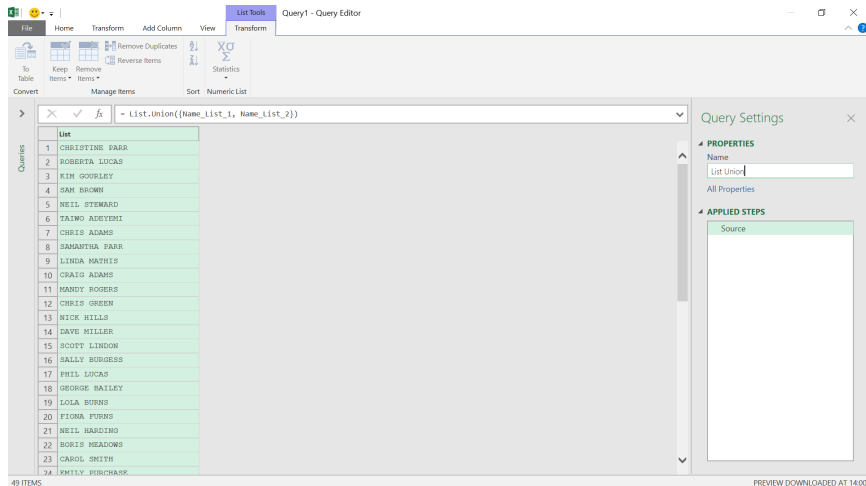 List Tools
Query1 - Query Editor
File
Home
Transform
Add Column
View
Transform
To Table
Keep Items
Remove Items
Remove Duplicates
Reverse Items
Statistics
Convert
Manage Items
Sort
Numeric List
fx
= List.Union({Name_List_1, Name_List_2})
Queries
List
1 CHRISTINE PARR
2 ROBERTA LUCAS
3 KIM GOURLEY
4 SAM BROWN
5 NEIL STEWARD
6 TAIWO ADEYEMI
7 CHRIS ADAMS
8 SAMANTHA PARR
9 LINDA MATHIS
10 CRAIG ADAMS
11 MANDY ROGERS
12 CHRIS GREEN
13 NICK HILLS
14 DAVE MILLER
15 SCOTT LINDON
16 SALLY BURGESS
17 PHIL LUCAS
18 GEORGE BAILEY
19 LOLA BURNS
20 FIONA FURNS
21 NEIL HARDING
22 BORIS MEADOWS
23 CAROL SMITH
24 EMILY PURCHASE
Query Settings
PROPERTIES
Name
List Union
All Properties
APPLIED STEPS
Source
49 ITEMS
PREVIEW DOWNLOADED AT 14:00